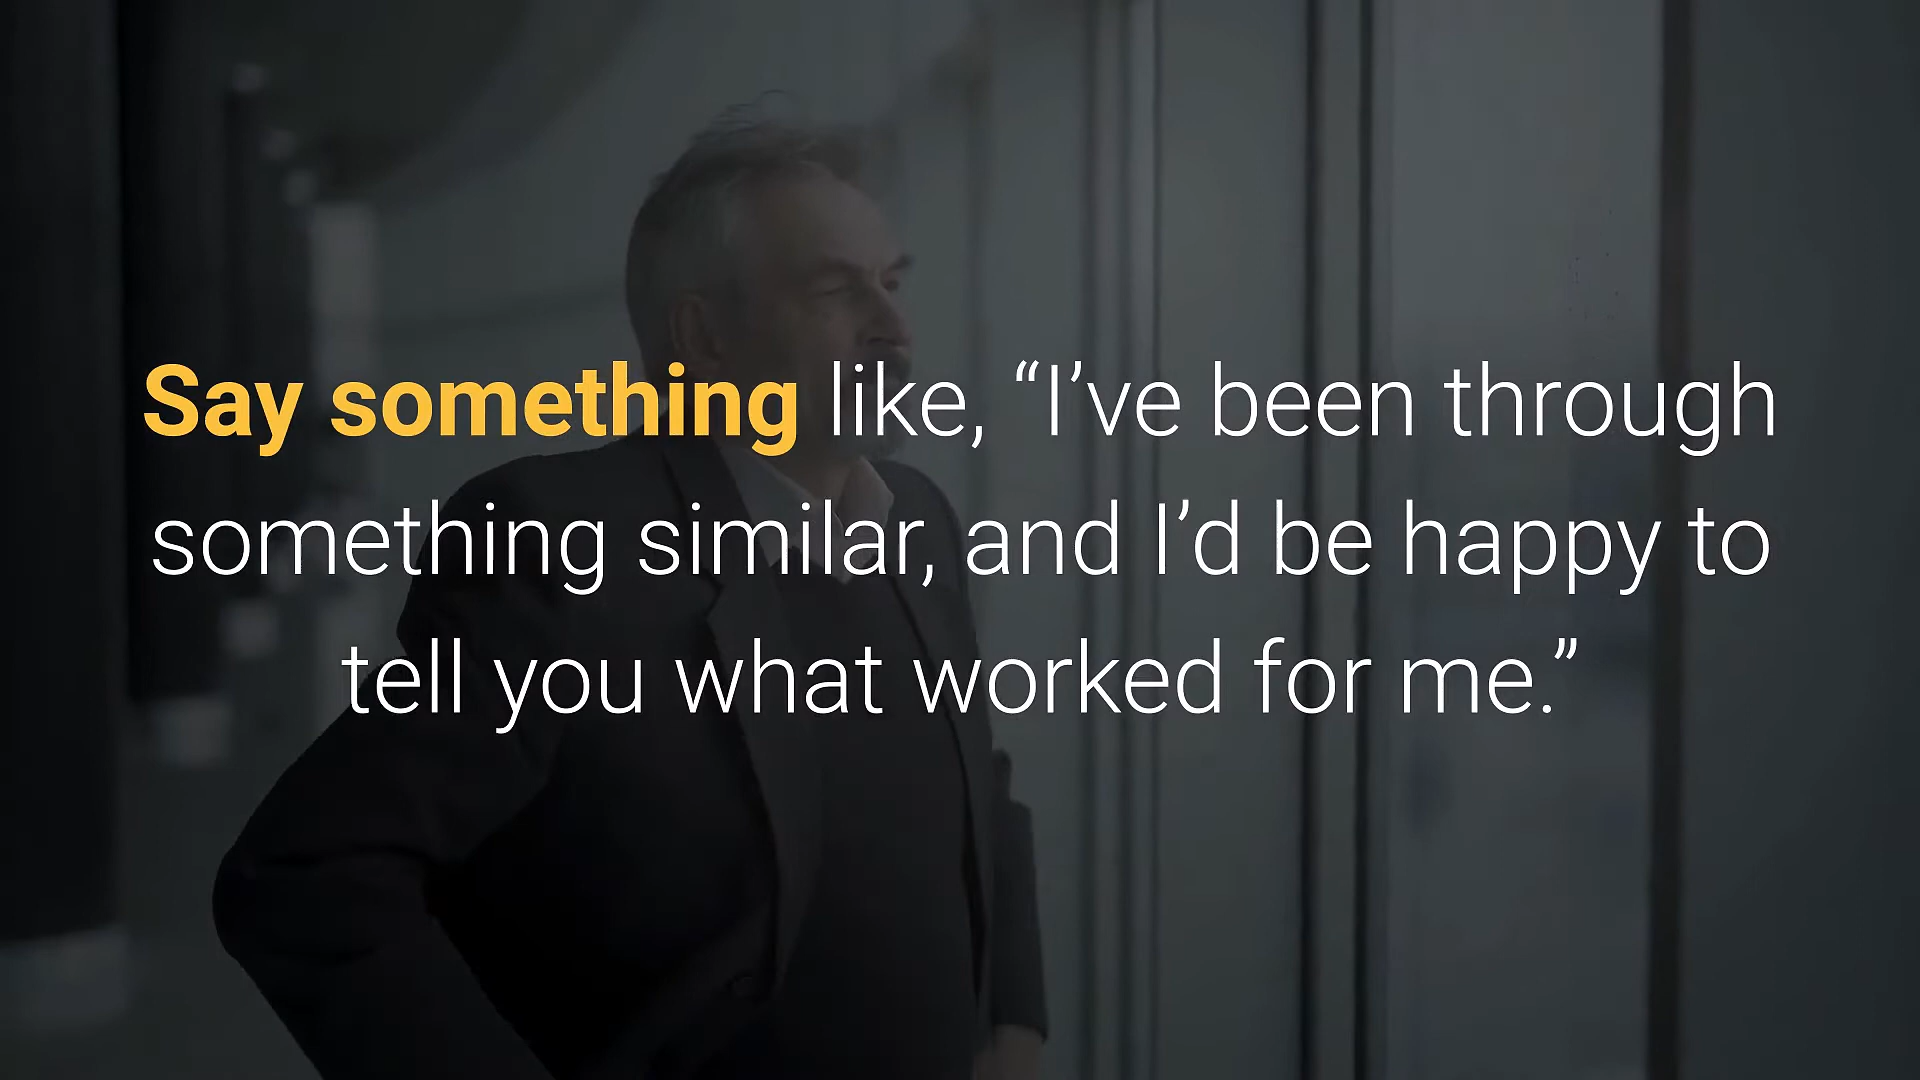 Say something like, “I’ve been through
something similar, and I’d be happy to
tell you what worked for me.”